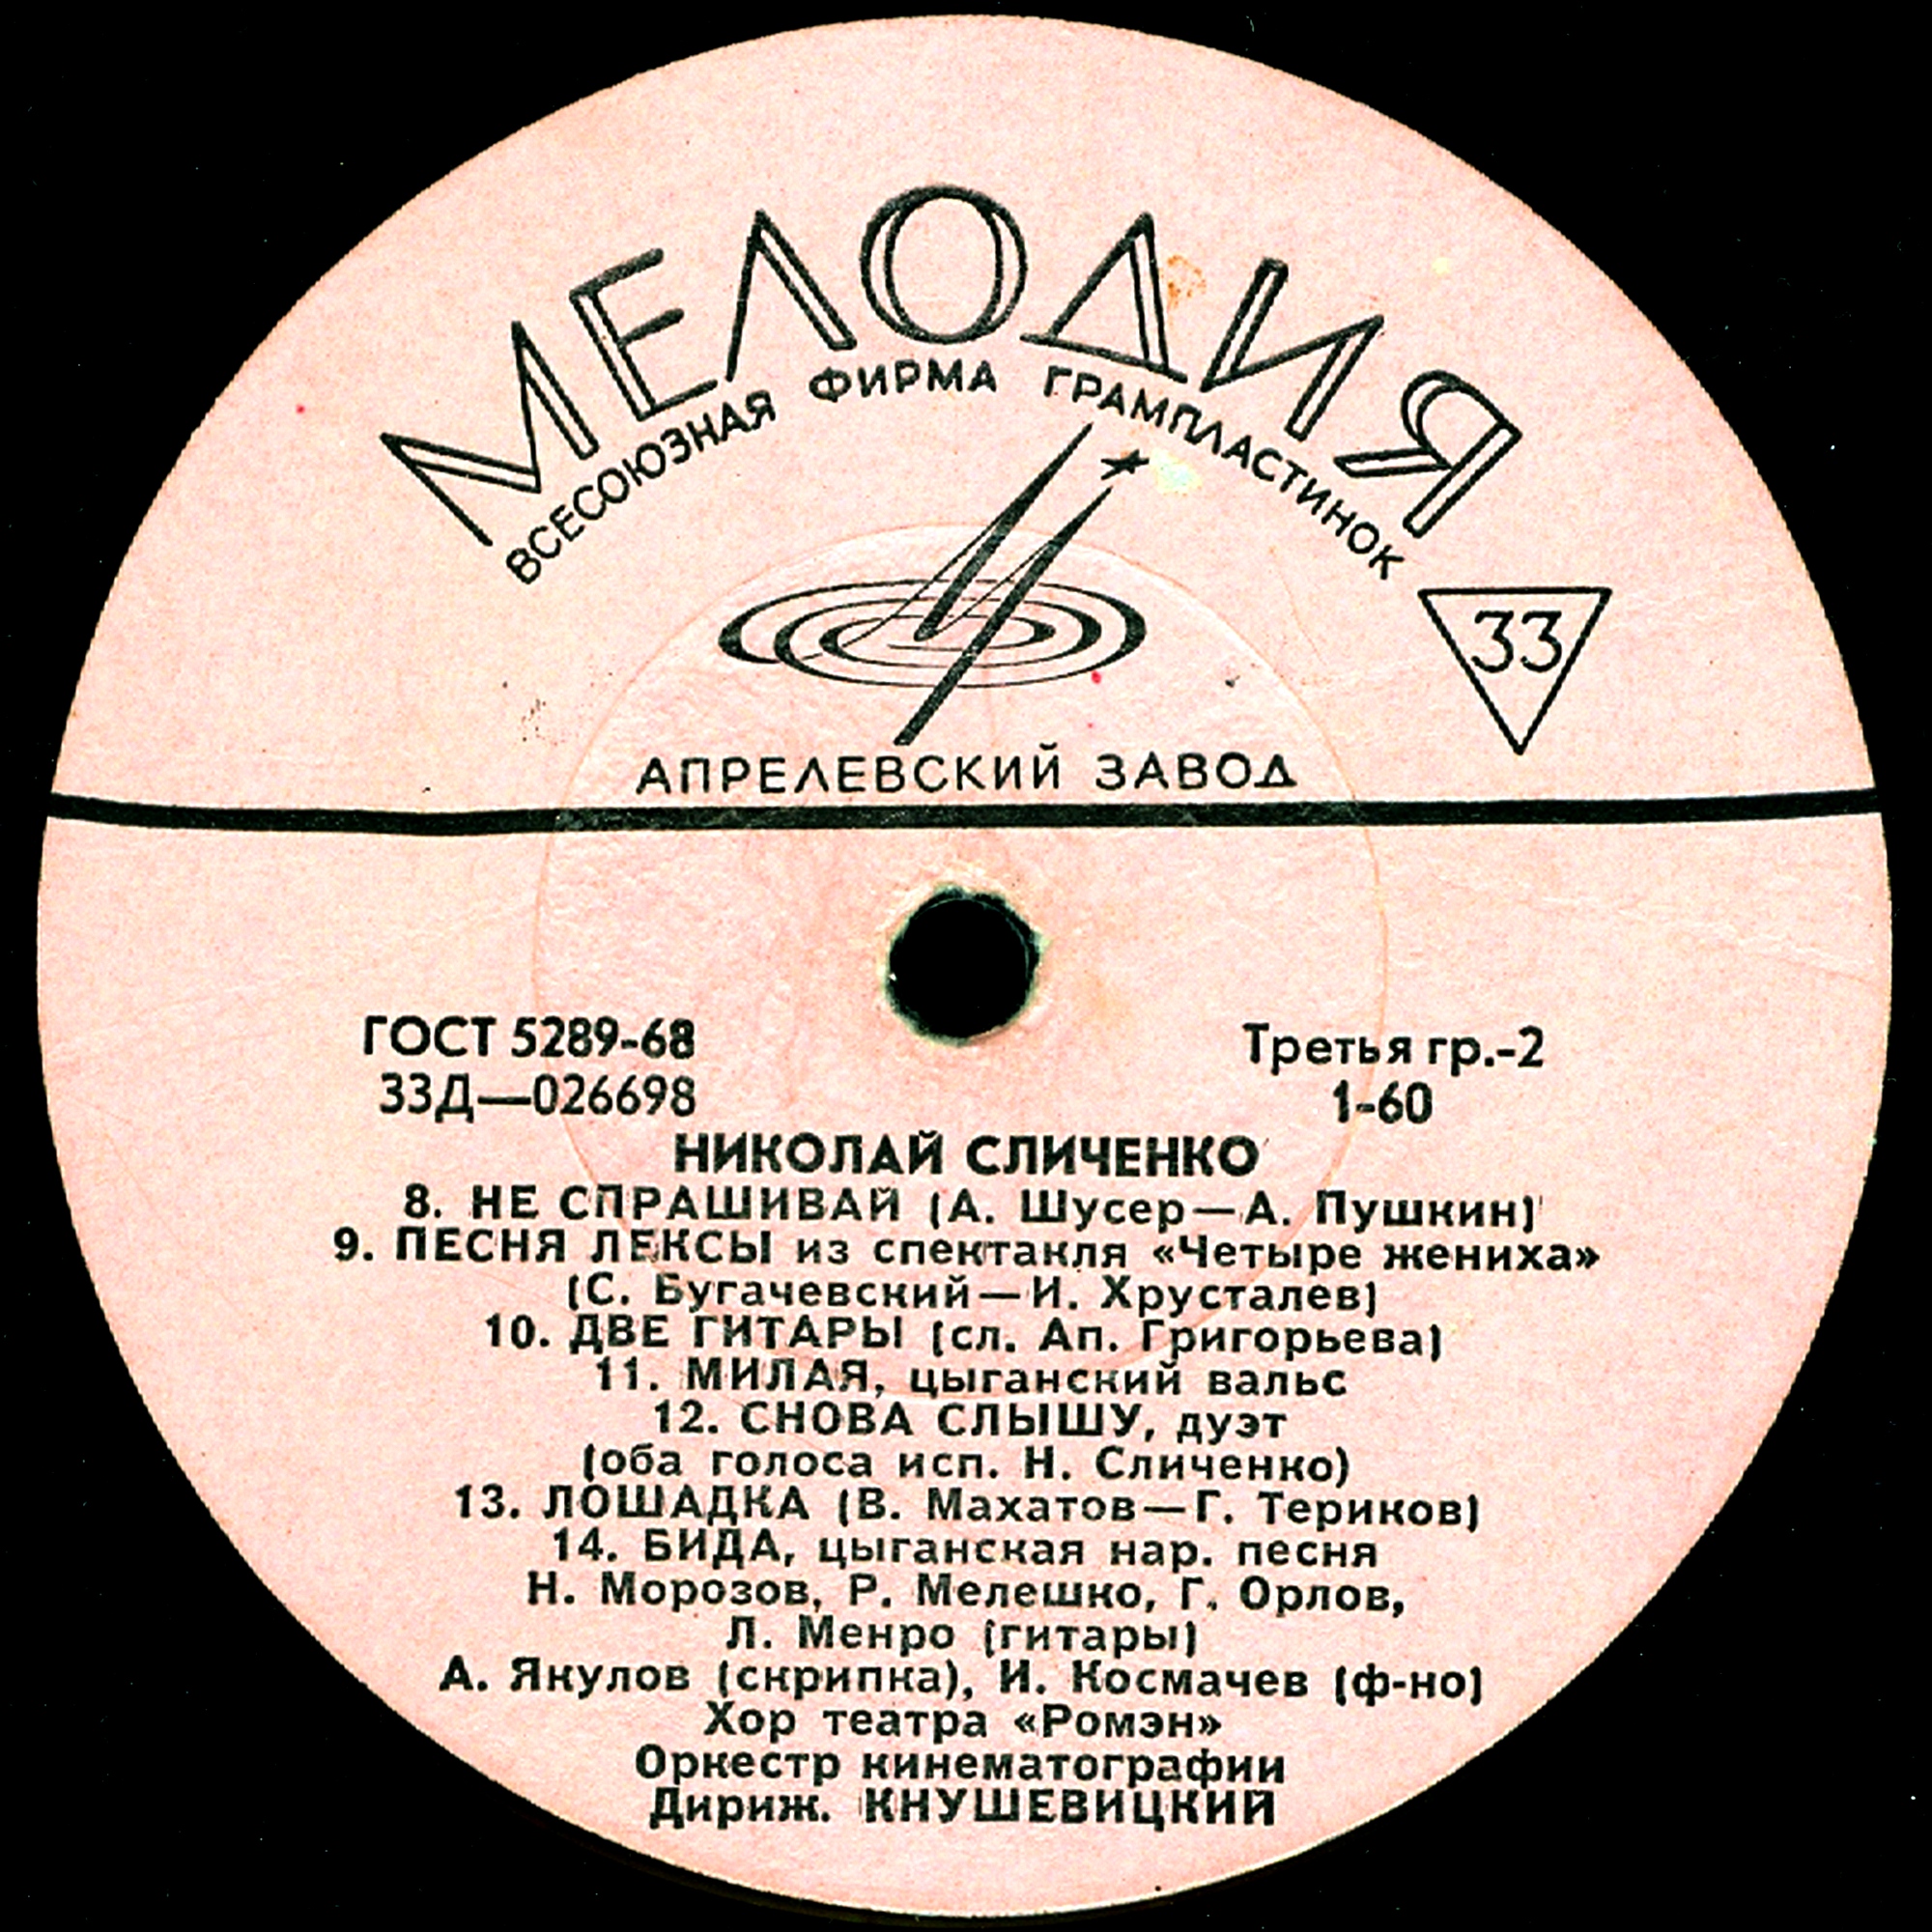 МЕЛОДИЯ
ВСЕСОЮЗНАЯ ФИРМА ГРАМПЛАСТИНОК
33
АПРЕЛЕВСКИЙ ЗАВОД
ГОСТ 5289-68
Третья гр.-2
33Д—026698
1-60
НИКОЛАЙ СЛИЧЕНКО
8. НЕ СПРАШИВАЙ (А. Шусер—А. Пушкин)
9. ПЕСНЯ ЛЕКСЫ из спектакля «Четыре жениха»
(С. Бугачевский—И. Хрусталев)
10. ДВЕ ГИТАРЫ (сл. Ап. Григорьева)
11. МИЛАЯ, цыганский вальс
12. СНОВА СЛЫШУ, дуэт
(оба голоса исп. Н. Сличенко)
13. ЛОШАДКА (В. Махатов—Г. Териков)
14. БИДА, цыганская нар. песня
Н. Морозов, Р. Мелешко, Г. Орлов,
Л. Менро (гитары)
А. Якулов (скрипка), И. Космачев (ф-но)
Хор театра «Ромэн»
Оркестр кинематографии
Дириж. КНУШЕВИЦКИЙ